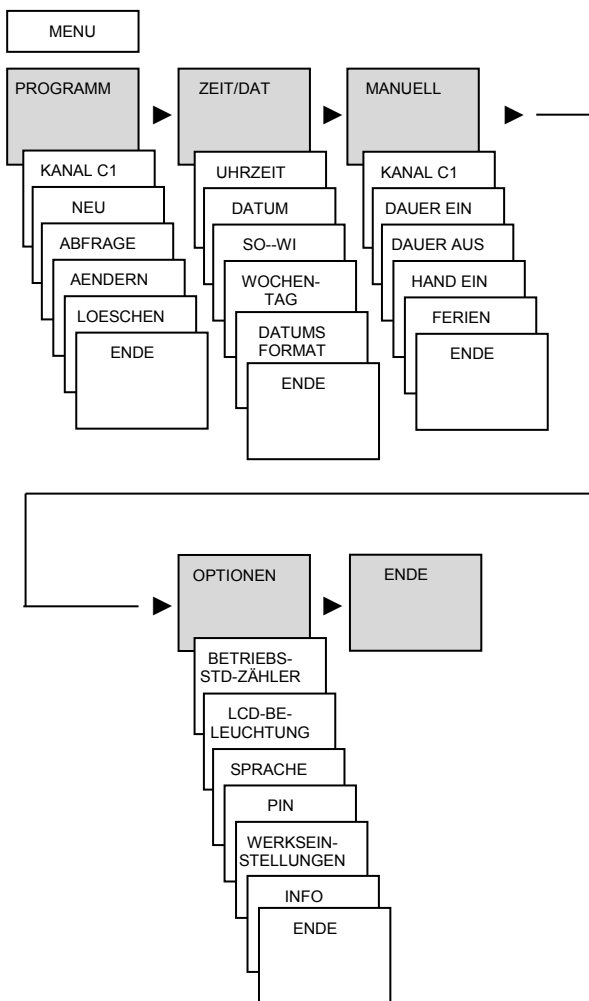 MENU
PROGRAMM
KANAL C1
NEU
ABFRAGE
AENDERN
LOESCHEN
ENDE
ZEIT/DAT
UHRZEIT
DATUM
SO--WI
WOCHEN-
TAG
DATUMS
FORMAT
ENDE
MANUELL
KANAL C1
DAUER EIN
DAUER AUS
HAND EIN
FERIEN
ENDE
OPTIONEN
BETRIEBS-
STD-ZÄHLER
LCD-BE-
LEUCHTUNG
SPRACHE
PIN
WERKSEIN-
STELLUNGEN
INFO
ENDE
ENDE